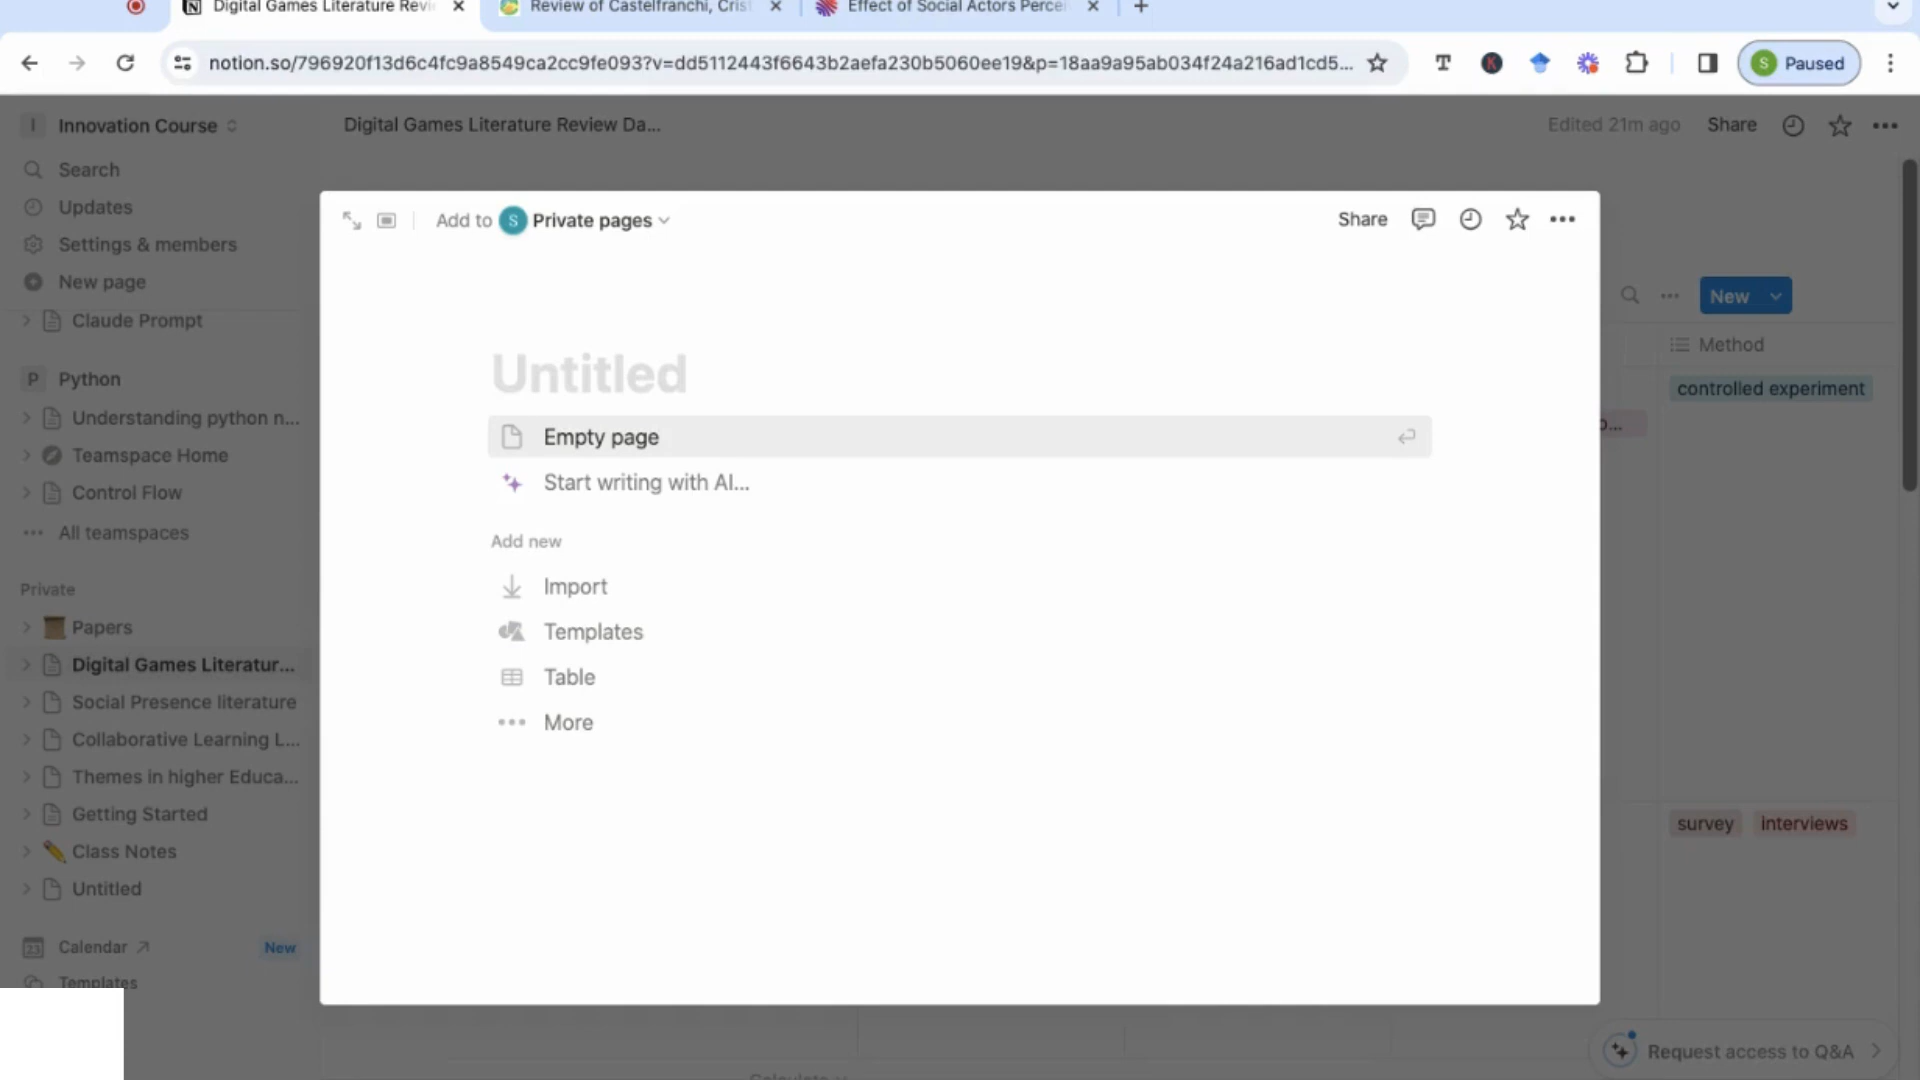 Digital Games Literature Revi
Review of Castelfranchi, Crist
Effect of Social Actors Percei
notion.so/796920f13d6c4fc9a8549ca2cc9fe093?v=dd5112443f6643b2aefa230b5060ee19&p=18aa9a95ab034f24a216ad1cd5...
T
K
S
Paused
I
Innovation Course
Digital Games Literature Review Da...
Edited 21m ago
Share
Search
Updates
Settings & members
New page
Claude Prompt
P
Python
Understanding python n...
Teamspace Home
Control Flow
All teamspaces
Private
Papers
Digital Games Literatur...
Social Presence literature
Collaborative Learning L...
Themes in higher Educa...
Getting Started
Class Notes
Untitled
23
Calendar
New
Templates
Add to
S
Private pages
Share
Untitled
Empty page
Start writing with AI...
Add new
Import
Templates
Table
More
New
Method
controlled experiment
survey
interviews
Request access to Q&A